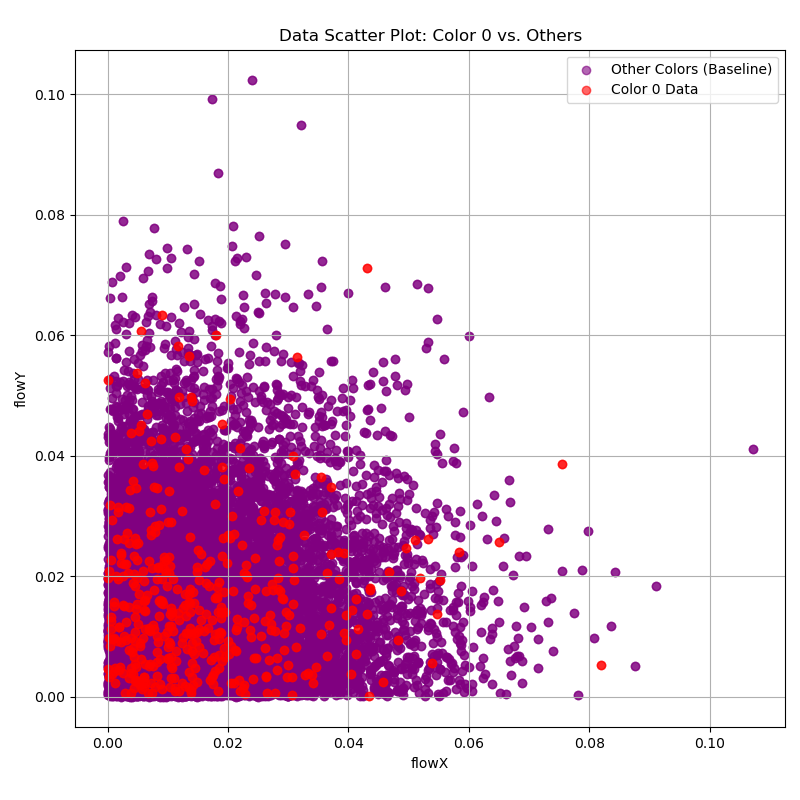 Data Scatter Plot: Color 0 vs. Others
Other Colors (Baseline)
Color 0 Data
flowY
0.10
0.08
0.06
0.04
0.02
0.00
0.00 0.02 0.04 0.06 0.08 0.10
flowX